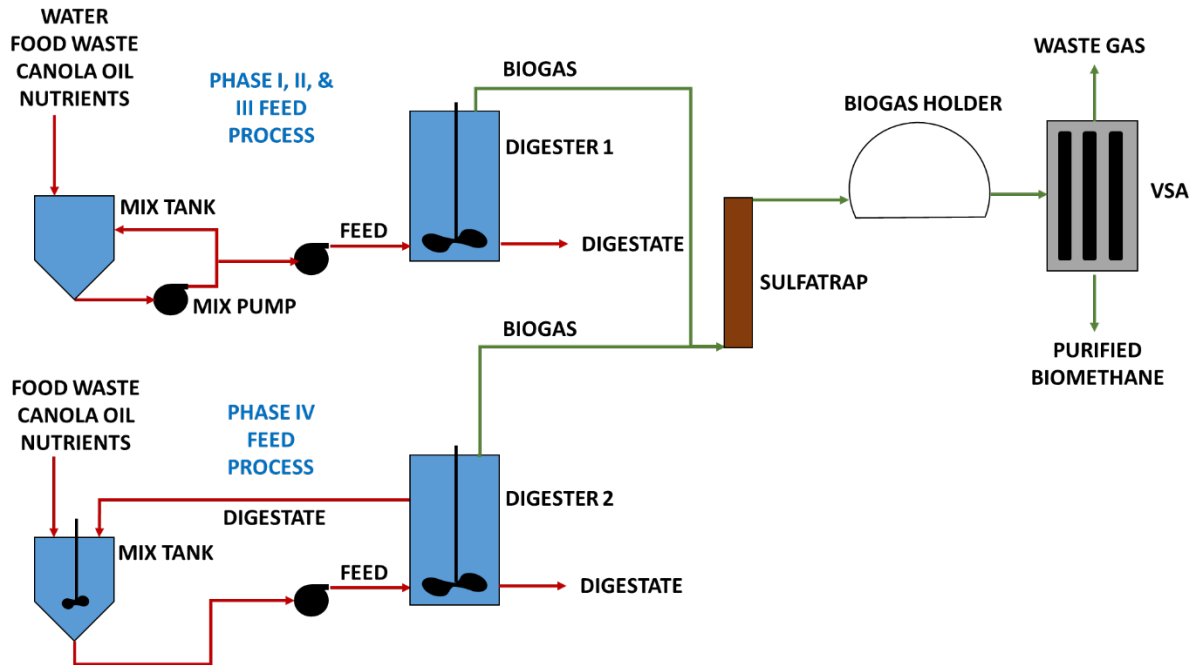 WATER
FOOD WASTE
CANOLA OIL
NUTRIENTS
PHASE I, II, &
III FEED
PROCESS
BIOGAS
DIGESTER 1
MIX TANK
FEED
DIGESTATE
MIX PUMP
BIOGAS
SULFATRAP
BIOGAS HOLDER
WASTE GAS
VSA
PURIFIED
BIOMETHANE
FOOD WASTE
CANOLA OIL
NUTRIENTS
PHASE IV
FEED
PROCESS
DIGESTER 2
DIGESTATE
MIX TANK
FEED
DIGESTATE